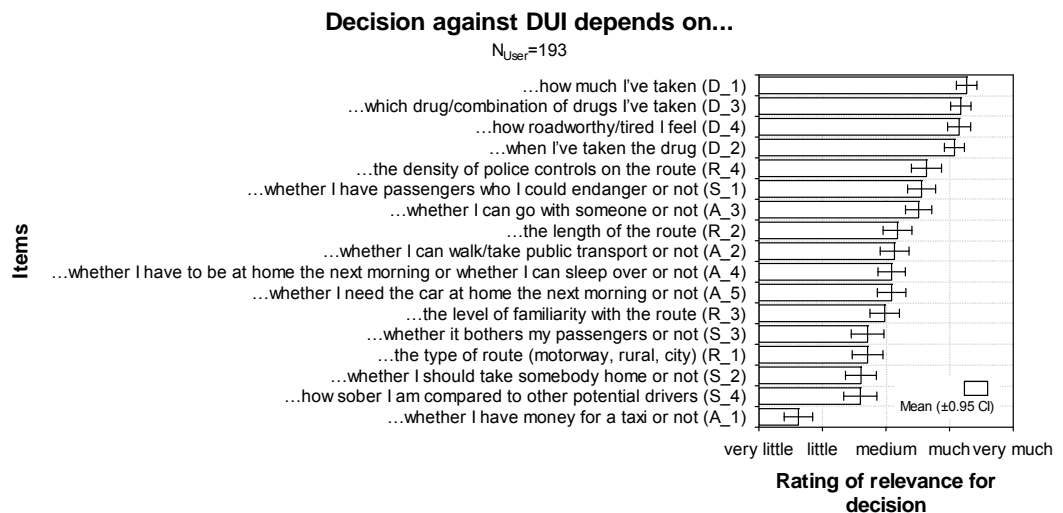 Decision against DUI depends on...
NUser=193
…how much I've taken (D_1)
…which drug/combination of drugs I've taken (D_3)
…how roadworthy/tired I feel (D_4)
…when I've taken the drug (D_2)
…the density of police controls on the route (R_4)
…whether I have passengers who I could endanger or not (S_1)
…whether I can go with someone or not (A_3)
…the length of the route (R_2)
…whether I can walk/take public transport or not (A_2)
…whether I have to be at home the next morning or whether I can sleep over or not (A_4)
…whether I need the car at home the next morning or not (A_5)
…the level of familiarity with the route (R_3)
…whether it bothers my passengers or not (S_3)
…the type of route (motorway, rural, city) (R_1)
…whether I should take somebody home or not (S_2)
…how sober I am compared to other potential drivers (S_4)
…whether I have money for a taxi or not (A_1)
Items
Mean (±0.95 CI)
very little little medium much very much
Rating of relevance for
decision